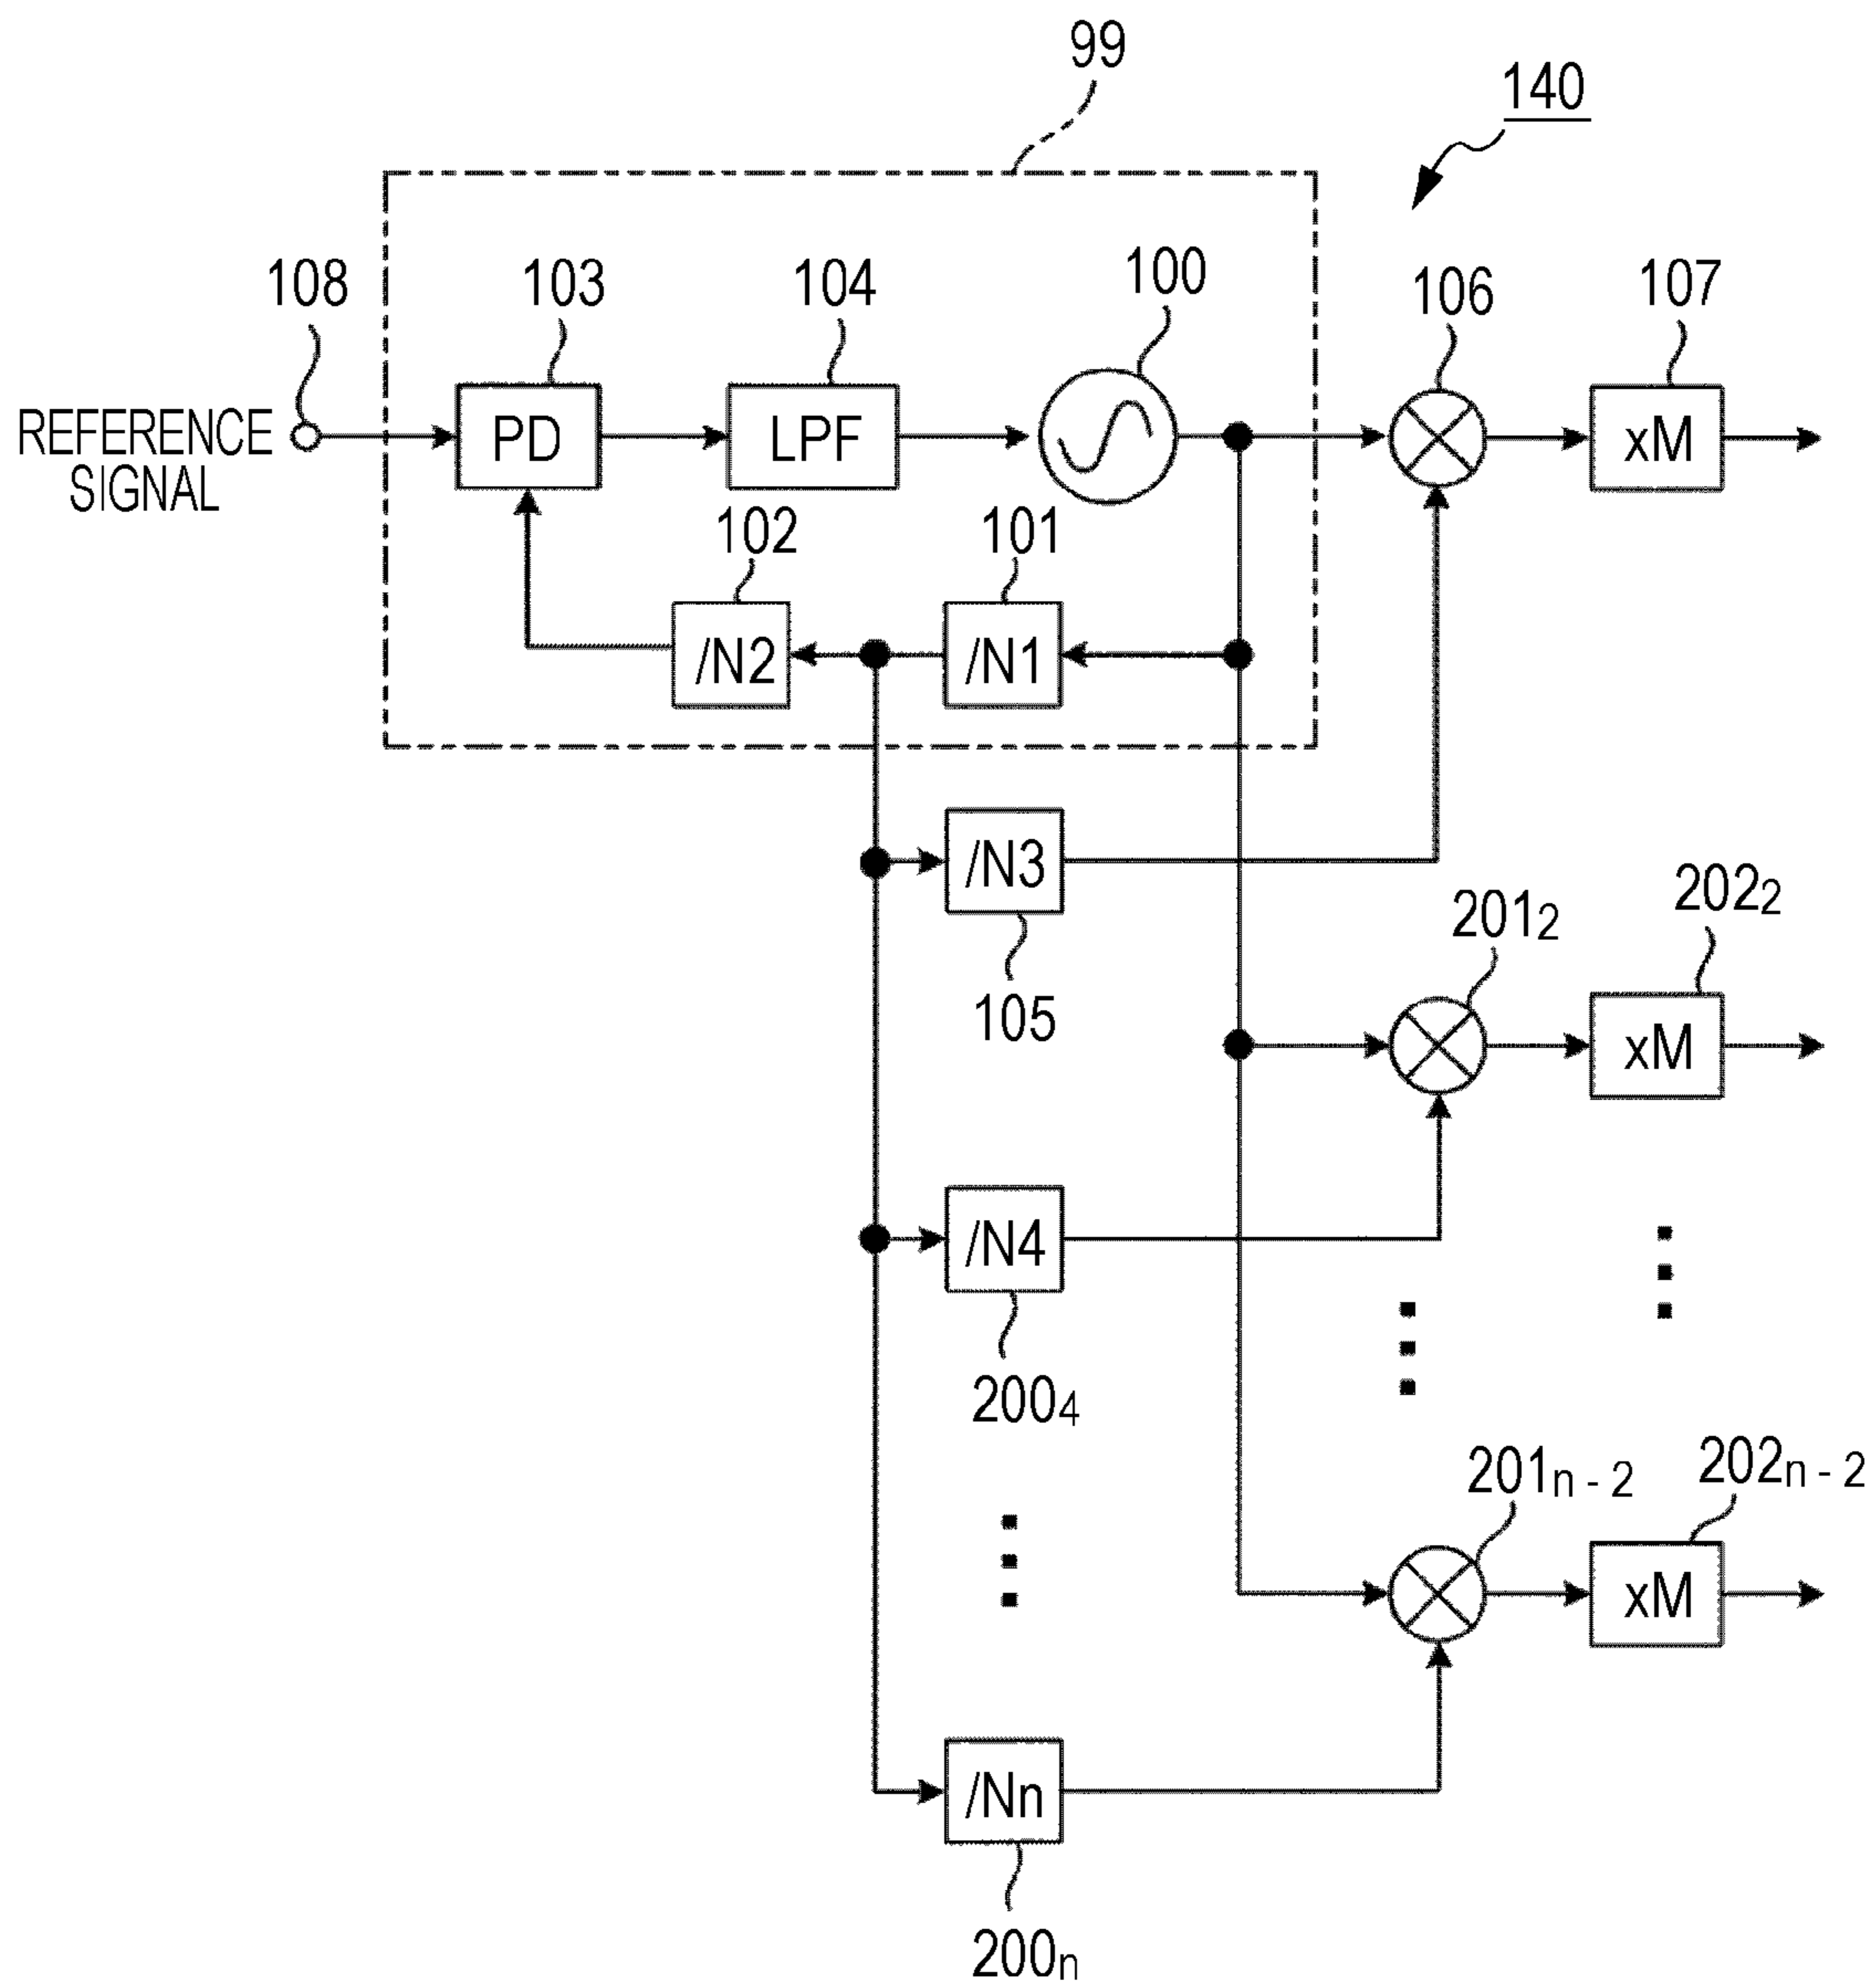 99
140
108
103
104
100
106
107
REFERENCE
SIGNAL
PD
LPF
xM
102
101
/N2
/N1
/N3
105
201₂
202₂
xM
/N4
200₄
201ₙ₋₂
202ₙ₋₂
xM
/Nn
200ₙ